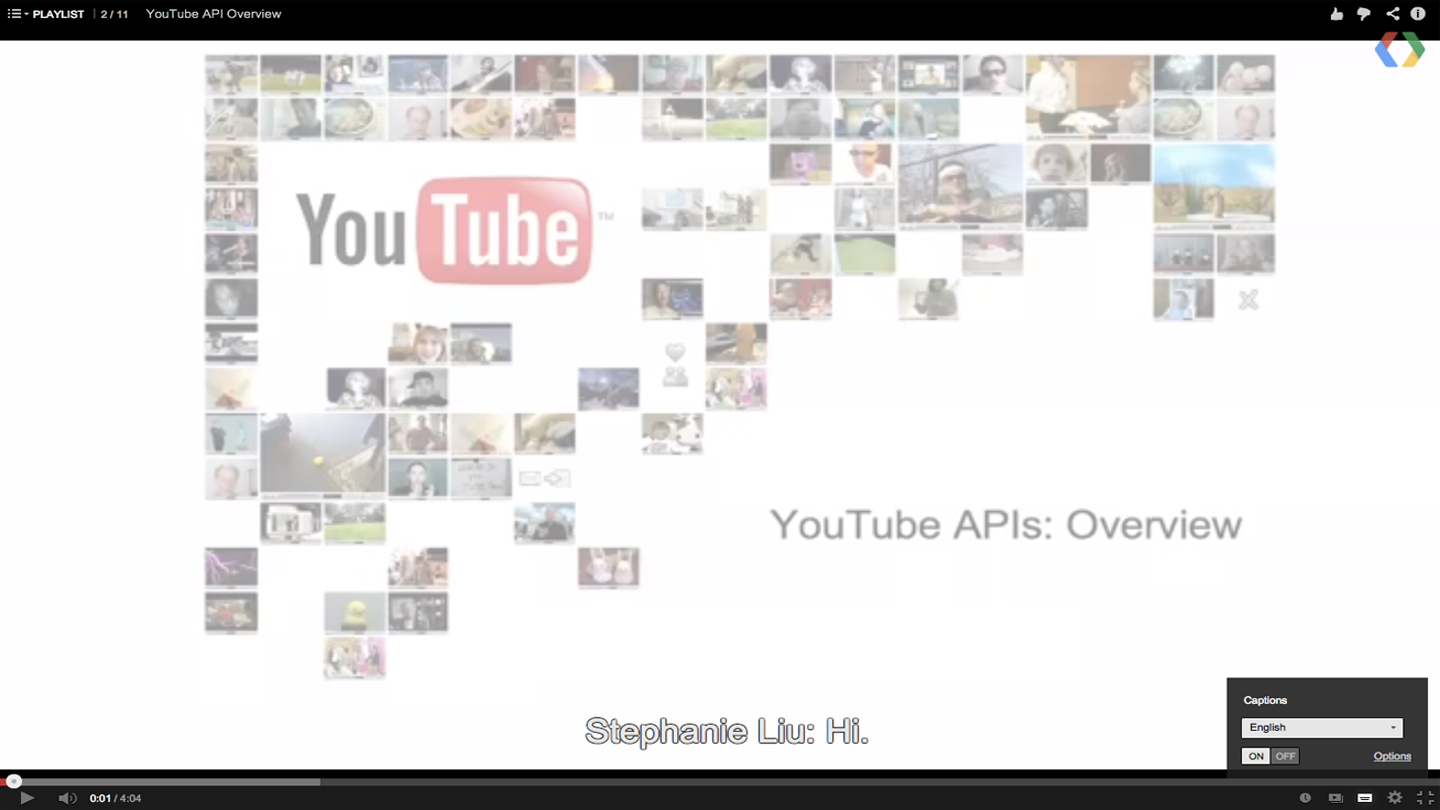 PLAYLIST | 2 / 11 YouTube API Overview
YouTube™
YouTube APIs: Overview
Stephanie Liu: Hi.
Captions
English
ON OFF Options
0:01 / 4:04